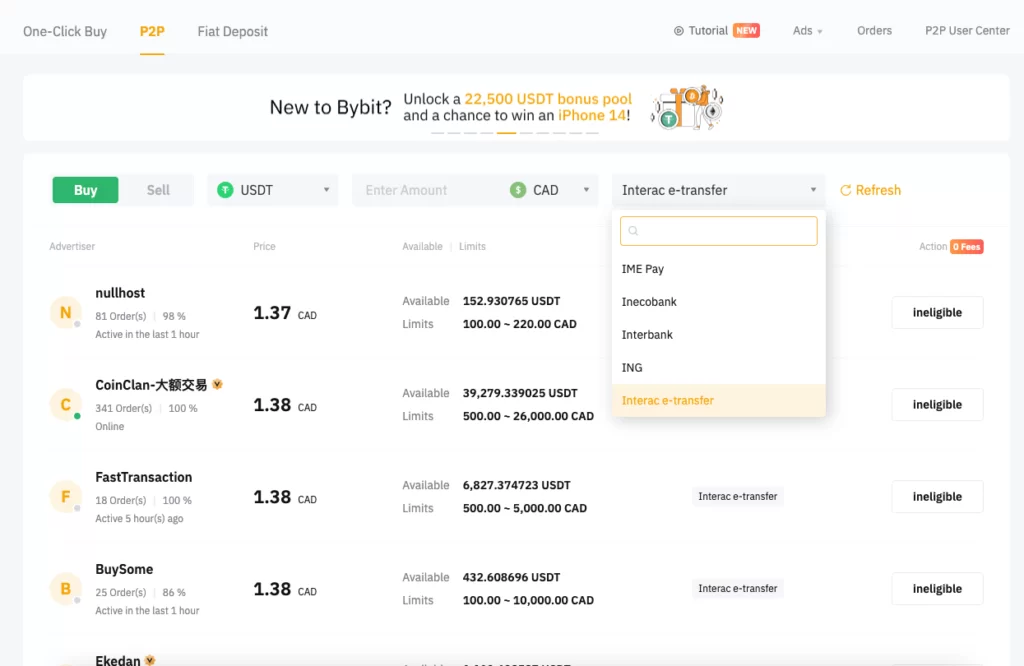 One-Click Buy P2P Fiat Deposit Tutorial NEW Ads Orders P2P User Center
New to Bybit? Unlock a 22,500 USDT bonus pool
and a chance to win an iPhone 14!
Buy Sell USDT Enter Amount CAD Interac e-transfer Refresh
Advertiser Price Available | Limits Action 0 Fees
IME Pay
Inecobank
Interbank
ING
Interac e-transfer
N
nullhost
81 Order(s) | 98 %
Active in the last 1 hour
1.37 CAD
Available 152.930765 USDT
Limits 100.00 ~ 220.00 CAD
ineligible
C
CoinClan-大额交易
341 Order(s) | 100 %
Online
1.38 CAD
Available 39,279.339025 USDT
Limits 500.00 ~ 26,000.00 CAD
ineligible
F
FastTransaction
18 Order(s) | 100 %
Active 5 hour(s) ago
1.38 CAD
Available 6,827.374723 USDT
Limits 500.00 ~ 5,000.00 CAD
Interac e-transfer
ineligible
B
BuySome
25 Order(s) | 86 %
Active in the last 1 hour
1.38 CAD
Available 432.608696 USDT
Limits 100.00 ~ 10,000.00 CAD
Interac e-transfer
ineligible
Ekedan